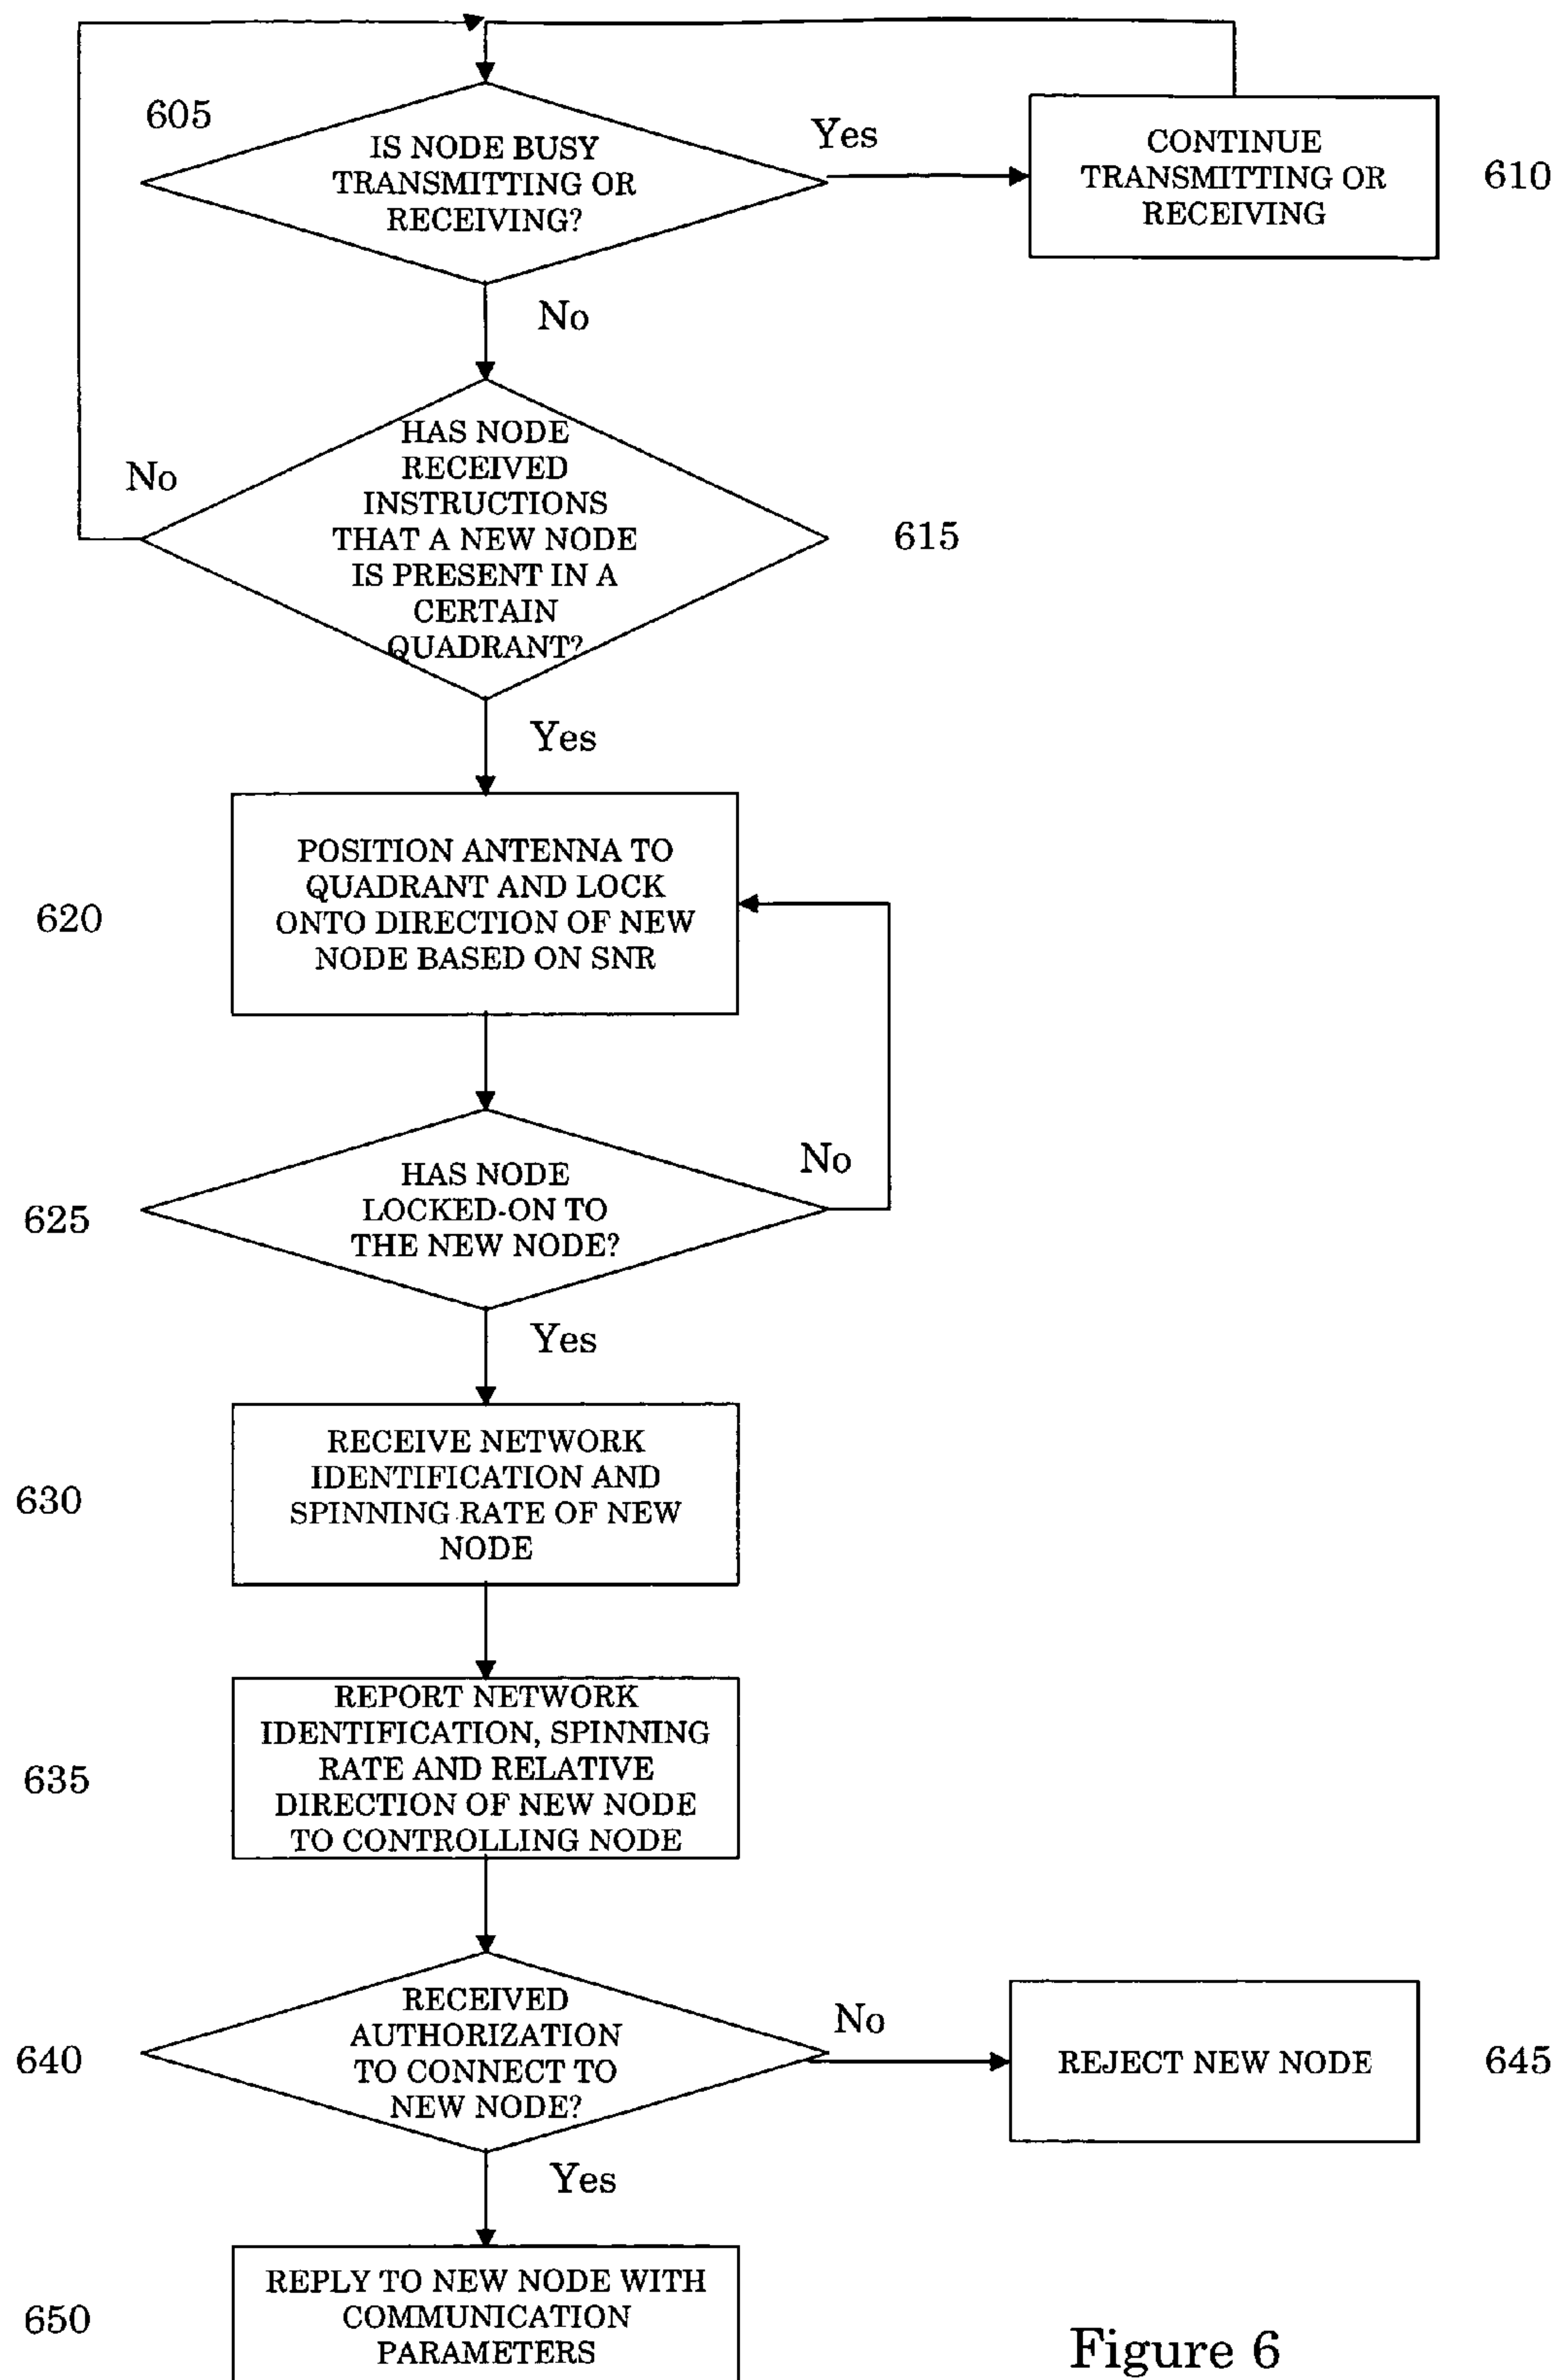 605
IS NODE BUSY
TRANSMITTING OR
RECEIVING?
Yes
CONTINUE
TRANSMITTING OR
RECEIVING
610
No
HAS NODE
RECEIVED
INSTRUCTIONS
THAT A NEW NODE
IS PRESENT IN A
CERTAIN
QUADRANT?
No
615
Yes
620
POSITION ANTENNA TO
QUADRANT AND LOCK
ONTO DIRECTION OF NEW
NODE BASED ON SNR
625
HAS NODE
LOCKED-ON TO
THE NEW NODE?
No
Yes
630
RECEIVE NETWORK
IDENTIFICATION AND
SPINNING RATE OF NEW
NODE
635
REPORT NETWORK
IDENTIFICATION, SPINNING
RATE AND RELATIVE
DIRECTION OF NEW NODE
TO CONTROLLING NODE
640
RECEIVED
AUTHORIZATION
TO CONNECT TO
NEW NODE?
No
REJECT NEW NODE
645
Yes
650
REPLY TO NEW NODE WITH
COMMUNICATION
PARAMETERS
Figure 6